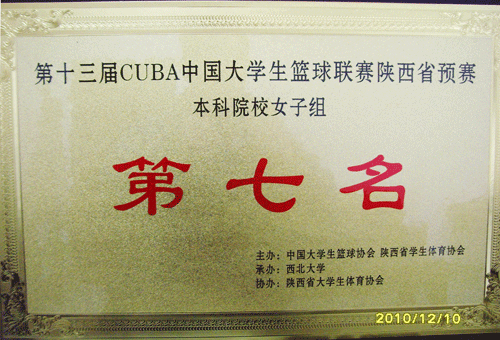 第十三届CUBA中国大学生篮球联赛陕西省预赛
本科院校女子组
第七名
主办：中国大学生篮球协会 陕西省学生体育协会
承办：西北大学
协办：陕西省大学生体育协会
2010/12/10